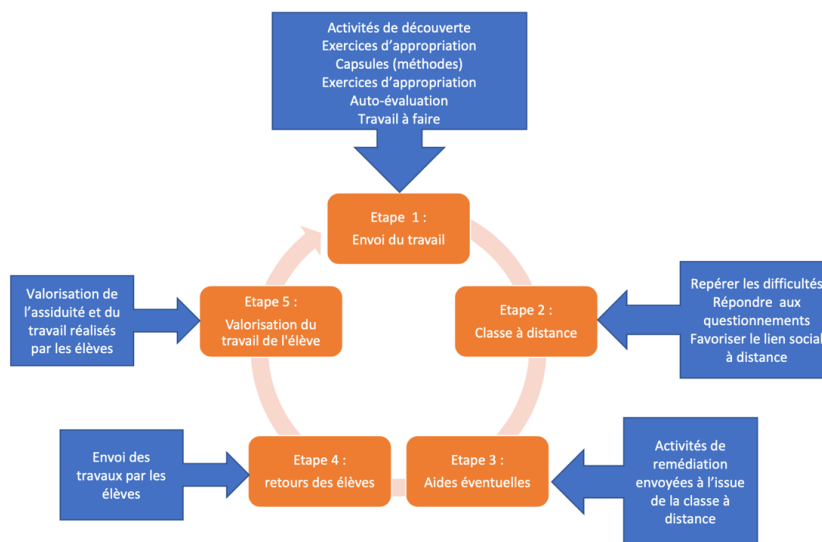 Activités de découverte
Exercices d'appropriation
Capsules (méthodes)
Exercices d'appropriation
Auto-évaluation
Travail à faire
Etape 1 :
Envoi du travail
Etape 2 :
Classe à distance
Repérer les difficultés
Répondre aux
questionnements
Favoriser le lien social
à distance
Etape 3 :
Aides éventuelles
Activités de
remédiation
envoyées à l'issue
de la classe à
distance
Etape 4 :
retours des élèves
Envoi des
travaux par les
élèves
Etape 5 :
Valorisation du
travail de l'élève
Valorisation de
l'assiduité et du
travail réalisés
par les élèves